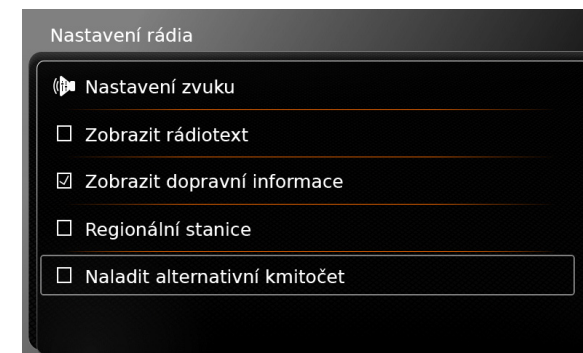 Nastavení rádia
Nastavení zvuku
Zobrazit rádiotext
Zobrazit dopravní informace
Regionální stanice
Naladit alternativní kmitočet